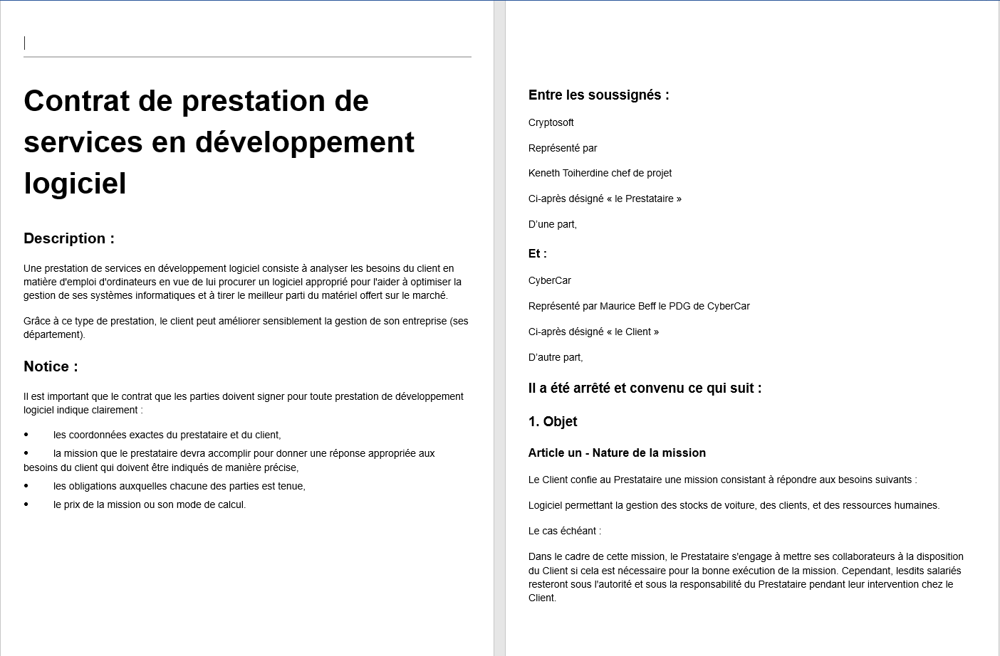 Contrat de prestation de
services en développement
logiciel
Description :
Une prestation de services en développement logiciel consiste à analyser les besoins du client en
matière d'emploi d'ordinateurs en vue de lui procurer un logiciel approprié pour l'aider à optimiser la
gestion de ses systèmes informatiques et à tirer le meilleur parti du matériel offert sur le marché.
Grâce à ce type de prestation, le client peut améliorer sensiblement la gestion de son entreprise (ses
département).
Notice :
Il est important que le contrat que les parties doivent signer pour toute prestation de développement
logiciel indique clairement :
• les coordonnées exactes du prestataire et du client,
• la mission que le prestataire devra accomplir pour donner une réponse appropriée aux
besoins du client qui doivent être indiqués de manière précise,
• les obligations auxquelles chacune des parties est tenue,
• le prix de la mission ou son mode de calcul.
Entre les soussignés :
Cryptosoft
Représenté par
Keneth Toiherdine chef de projet
Ci-après désigné « le Prestataire »
D’une part,
Et :
CyberCar
Représenté par Maurice Beff le PDG de CyberCar
Ci-après désigné « le Client »
D’autre part,
Il a été arrêté et convenu ce qui suit :
1. Objet
Article un - Nature de la mission
Le Client confie au Prestataire une mission consistant à répondre aux besoins suivants :
Logiciel permettant la gestion des stocks de voiture, des clients, et des ressources humaines.
Le cas échéant :
Dans le cadre de cette mission, le Prestataire s'engage à mettre ses collaborateurs à la disposition
du Client si cela est nécessaire pour la bonne exécution de la mission. Cependant, lesdits salariés
resteront sous l'autorité et sous la responsabilité du Prestataire pendant leur intervention chez le
Client.